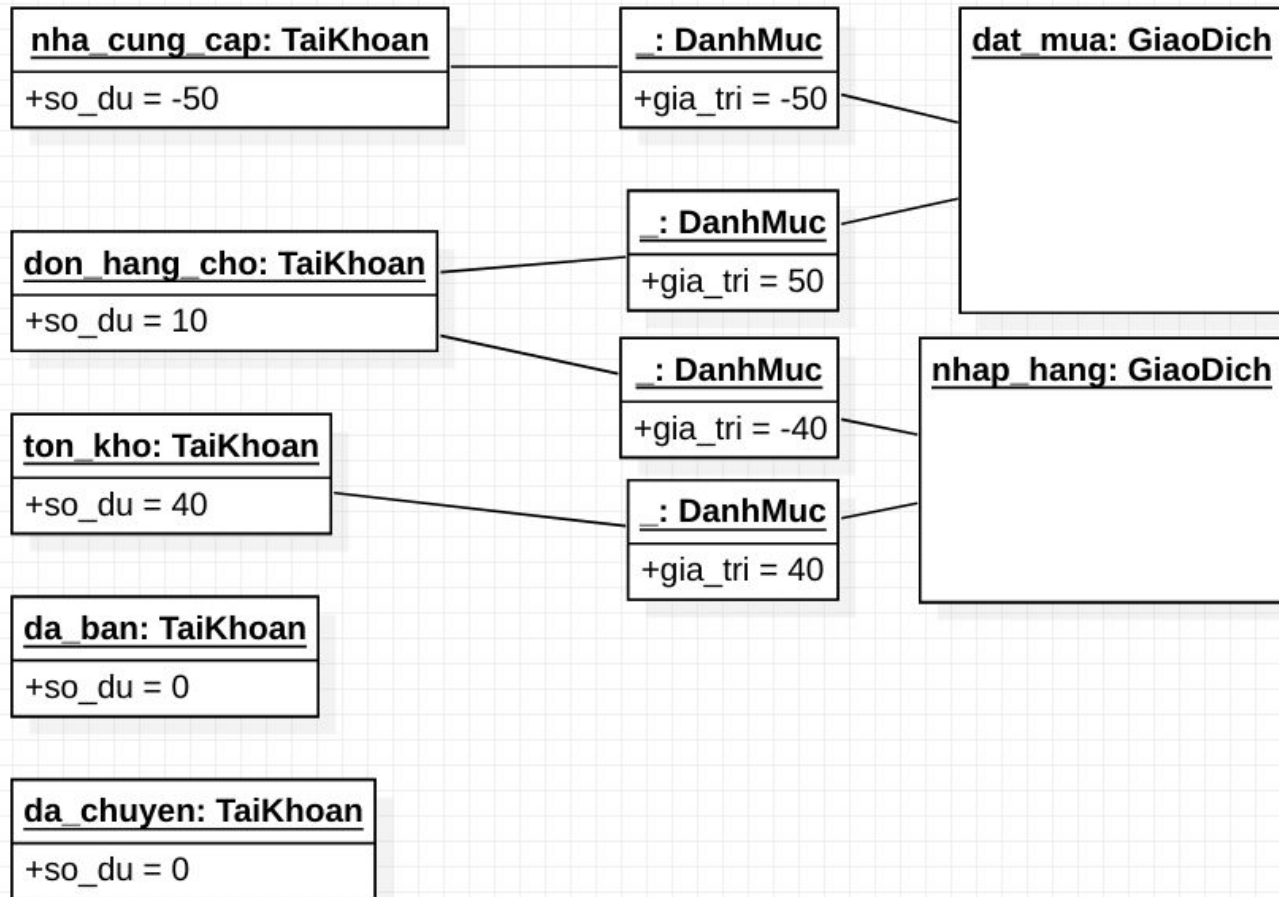 nha_cung_cap: TaiKhoan
+so_du = -50
_: DanhMuc
+gia_tri = -50
dat_mua: GiaoDich
_: DanhMuc
+gia_tri = 50
don_hang_cho: TaiKhoan
+so_du = 10
_: DanhMuc
+gia_tri = -40
nhap_hang: GiaoDich
ton_kho: TaiKhoan
+so_du = 40
_: DanhMuc
+gia_tri = 40
da_ban: TaiKhoan
+so_du = 0
da_chuyen: TaiKhoan
+so_du = 0